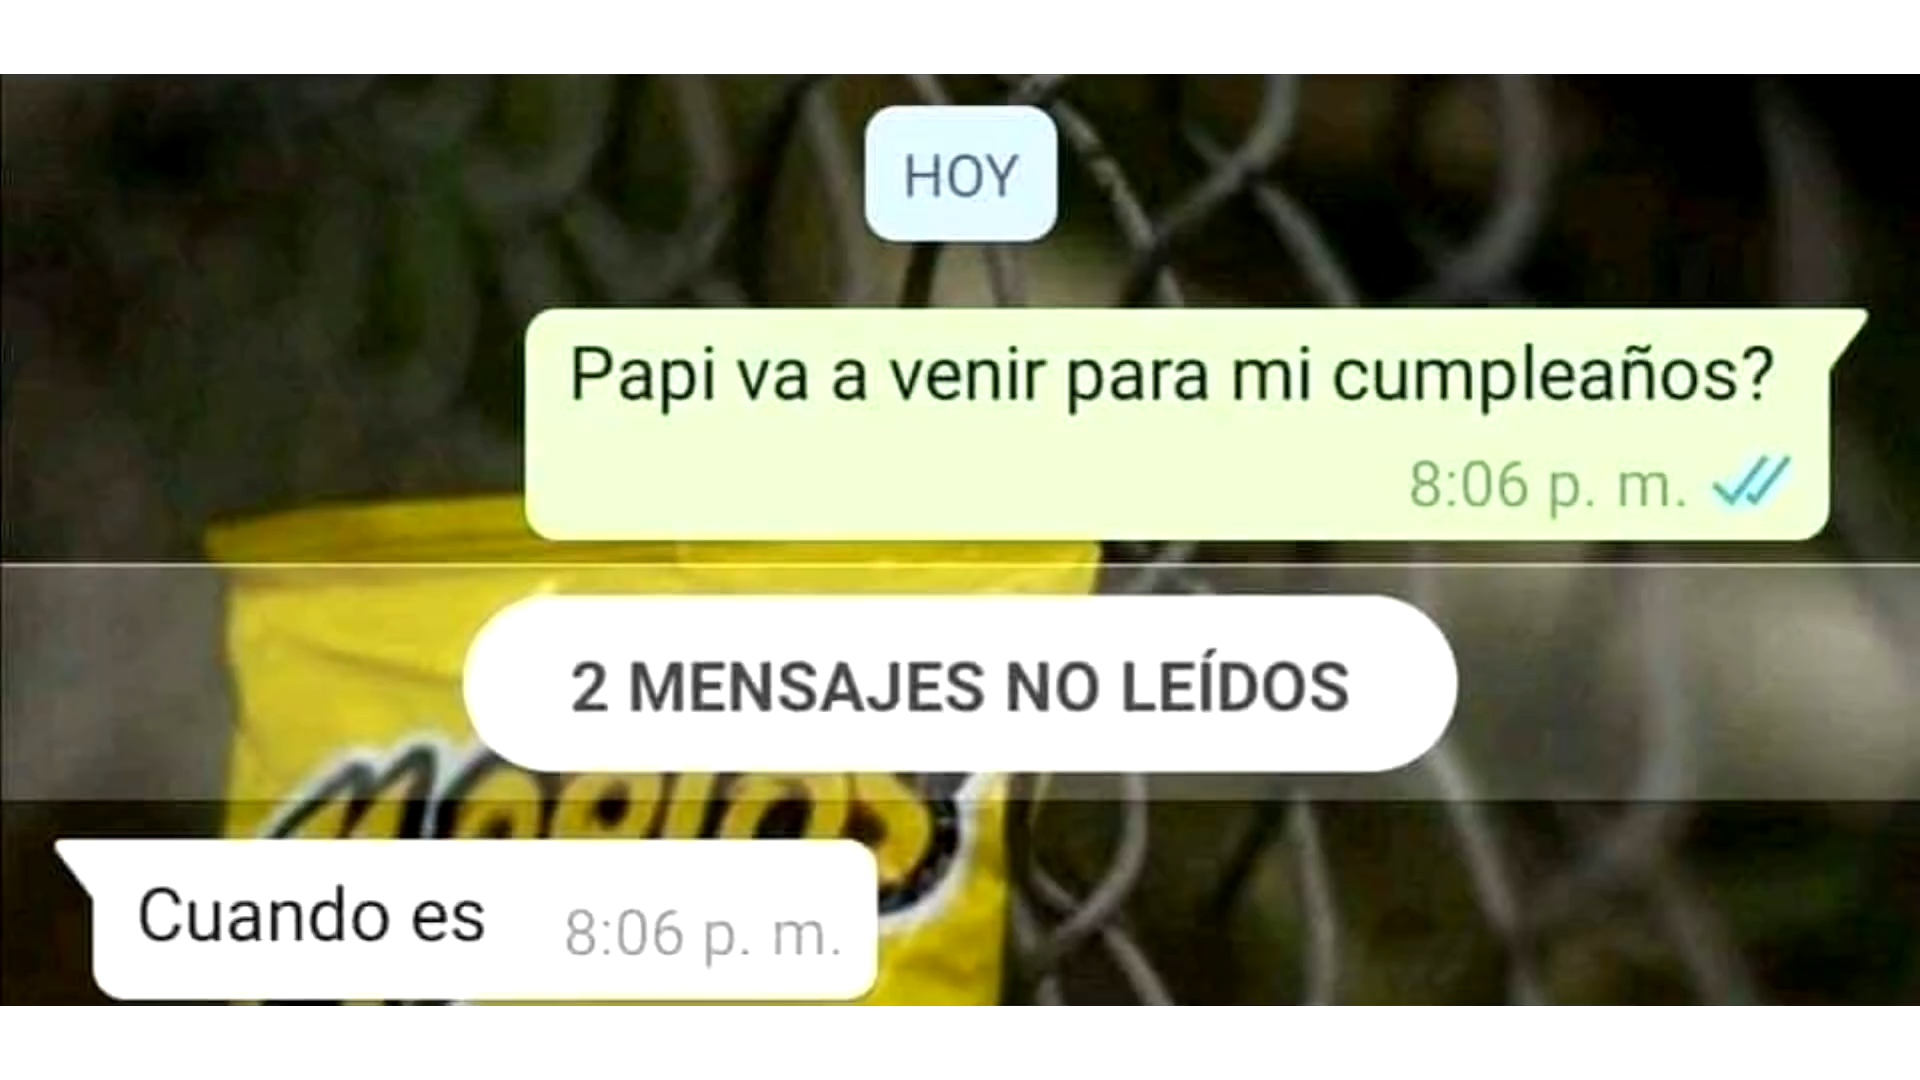 HOY
Papi va a venir para mi cumpleaños?
8:06 p. m.
2 MENSAJES NO LEÍDOS
Cuando es 8:06 p. m.